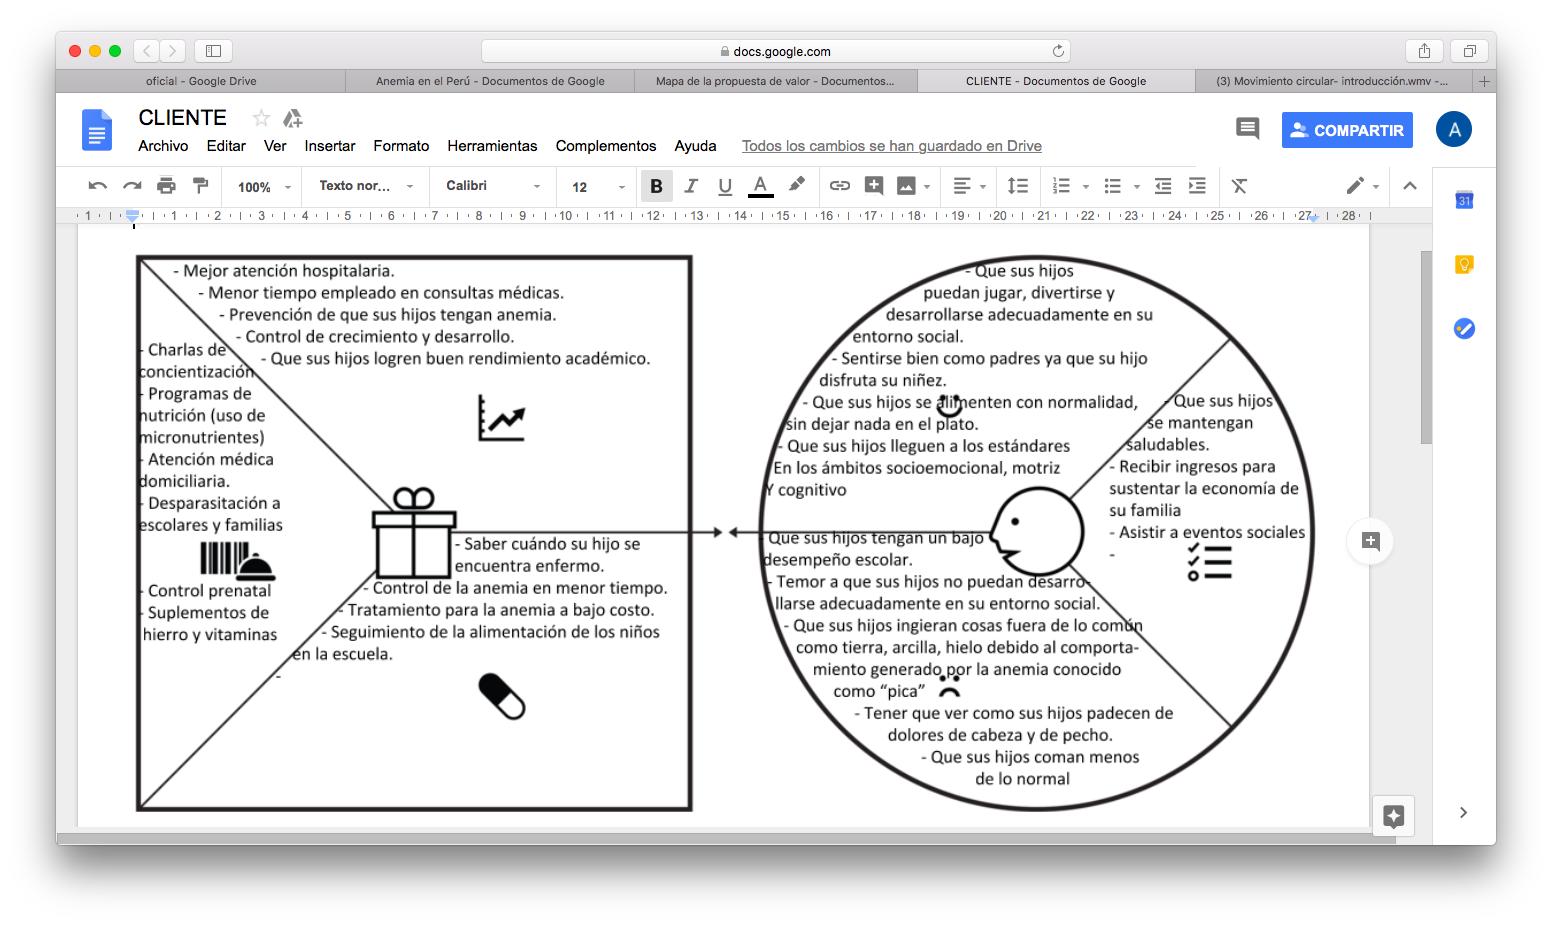 docs.google.com
oficial - Google Drive
Anemia en el Perú - Documentos de Google
Mapa de la propuesta de valor - Documentos...
CLIENTE - Documentos de Google
(3) Movimiento circular- introducción.wmv -...
CLIENTE
Archivo Editar Ver Insertar Formato Herramientas Complementos Ayuda Todos los cambios se han guardado en Drive
COMPARTIR
A
100% Texto nor... Calibri 12 B I U A
1 1 2 3 4 5 6 7 8 9 10 11 12 13 14 15 16 17 18 19 20 21 22 23 24 25 26 27 28
31
- Mejor atención hospitalaria.
- Menor tiempo empleado en consultas médicas.
- Prevención de que sus hijos tengan anemia.
- Control de crecimiento y desarrollo.
- Que sus hijos logren buen rendimiento académico.
- Charlas de
concientización
- Programas de
nutrición (uso de
micronutrientes)
- Atención médica
domiciliaria.
- Desparasitación a
escolares y familias
- Control prenatal
- Suplementos de
hierro y vitaminas
- Saber cuándo su hijo se
encuentra enfermo.
- Control de la anemia en menor tiempo.
- Tratamiento para la anemia a bajo costo.
- Seguimiento de la alimentación de los niños
en la escuela.
-
- Que sus hijos
puedan jugar, divertirse y
desarrollarse adecuadamente en su
entorno social.
- Sentirse bien como padres ya que su hijo
disfruta su niñez.
- Que sus hijos se alimenten con normalidad,
sin dejar nada en el plato.
- Que sus hijos lleguen a los estándares
En los ámbitos socioemocional, motriz
Y cognitivo
- Que sus hijos
se mantengan
saludables.
- Recibir ingresos para
sustentar la economía de
su familia
- Asistir a eventos sociales
-
- Que sus hijos tengan un bajo
desempeño escolar.
- Temor a que sus hijos no puedan desarro-
llarse adecuadamente en su entorno social.
- Que sus hijos ingieran cosas fuera de lo común
como tierra, arcilla, hielo debido al comporta-
miento generado por la anemia conocido
como “pica”
- Tener que ver como sus hijos padecen de
dolores de cabeza y de pecho.
- Que sus hijos coman menos
de lo normal